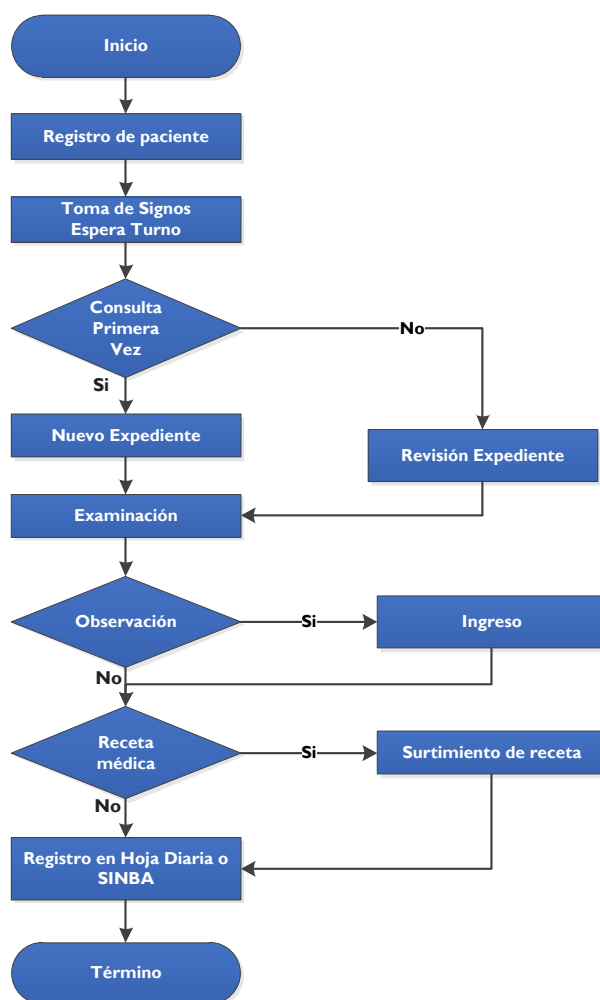 Inicio
Registro de paciente
Toma de Signos
Espera Turno
Consulta
Primera
Vez
No
Si
Nuevo Expediente
Revisión Expediente
Examinación
Observación
Si
Ingreso
No
Receta
médica
Si
Surtimiento de receta
No
Registro en Hoja Diaria o
SINBA
Término